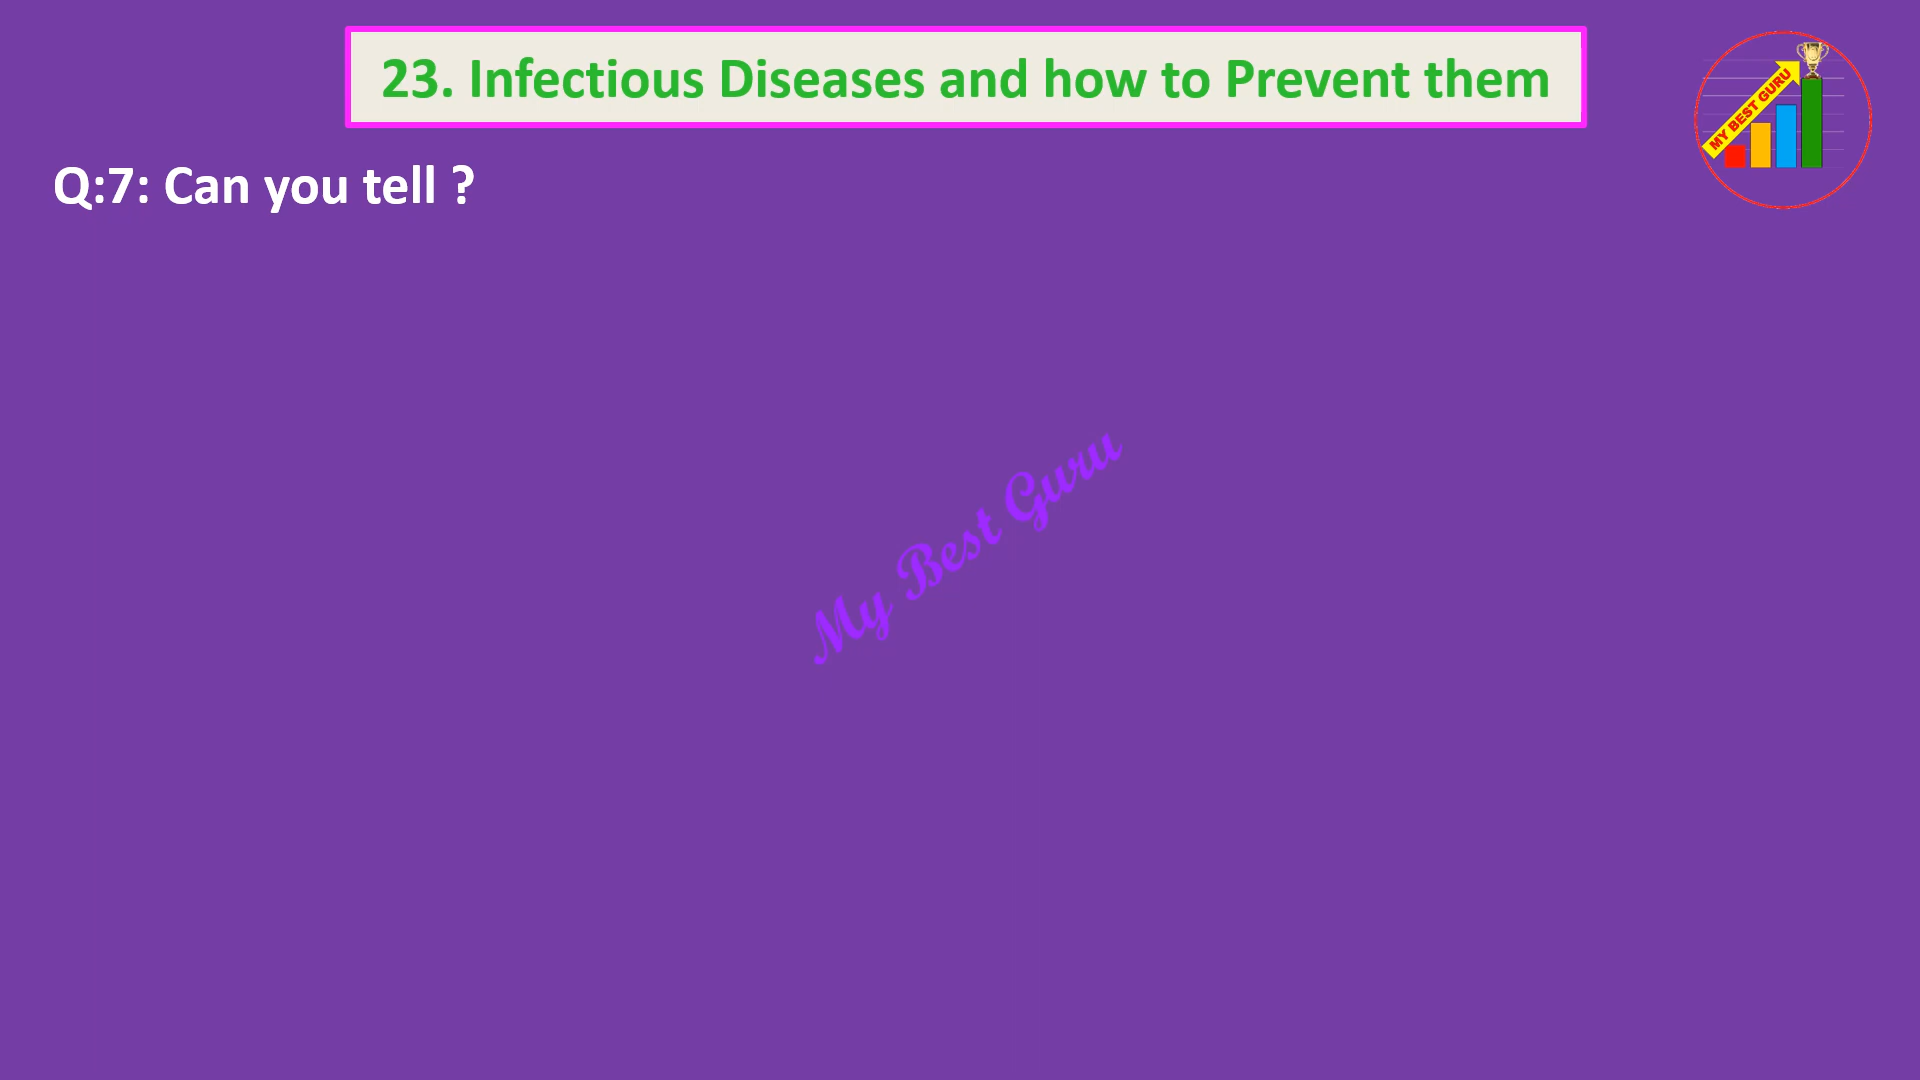 23. Infectious Diseases and how to Prevent them
MY BEST GURU
Q:7: Can you tell ?
My Best Guru